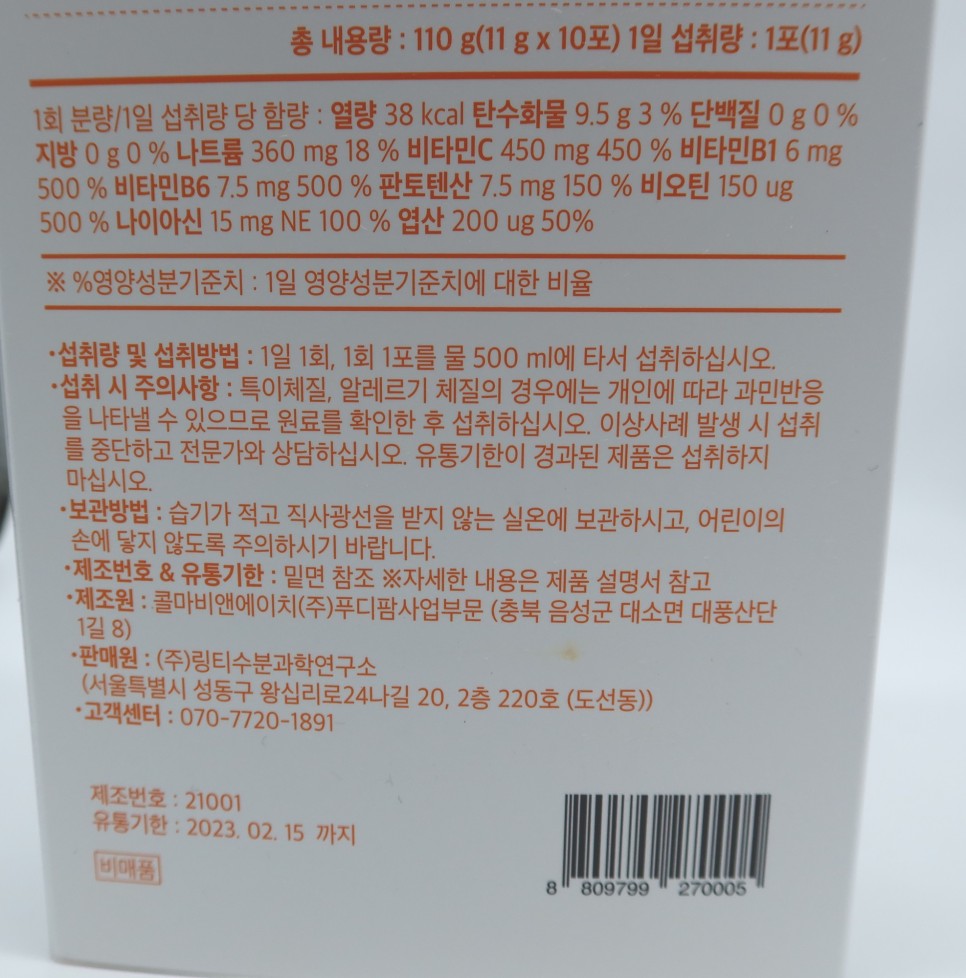 총 내용량 : 110 g(11 g x 10포) 1일 섭취량 : 1포(11 g)
1회 분량/1일 섭취량 당 함량 : 열량 38 kcal 탄수화물 9.5 g 3 % 단백질 0 g 0 %
지방 0 g 0 % 나트륨 360 mg 18 % 비타민C 450 mg 450 % 비타민B1 6 mg
500 % 비타민B6 7.5 mg 500 % 판토텐산 7.5 mg 150 % 비오틴 150 ug
500 % 나이아신 15 mg NE 100 % 엽산 200 ug 50%
※ %영양성분기준치 : 1일 영양성분기준치에 대한 비율
•섭취량 및 섭취방법 : 1일 1회, 1회 1포를 물 500 ml에 타서 섭취하십시오.
•섭취 시 주의사항 : 특이체질, 알레르기 체질의 경우에는 개인에 따라 과민반응
을 나타낼 수 있으므로 원료를 확인한 후 섭취하십시오. 이상사례 발생 시 섭취
를 중단하고 전문가와 상담하십시오. 유통기한이 경과된 제품은 섭취하지
마십시오.
•보관방법 : 습기가 적고 직사광선을 받지 않는 실온에 보관하시고, 어린이의
손에 닿지 않도록 주의하시기 바랍니다.
•제조번호 & 유통기한 : 밑면 참조 ※자세한 내용은 제품 설명서 참고
•제조원 : 콜마비앤에이치(주)푸디팜사업부문 (충북 음성군 대소면 대풍산단
1길 8)
•판매원 : (주)링티수분과학연구소
(서울특별시 성동구 왕십리로24나길 20, 2층 220호 (도선동))
•고객센터 : 070-7720-1891
제조번호 : 21001
유통기한 : 2023. 02. 15 까지
비매품
8 809799 270005